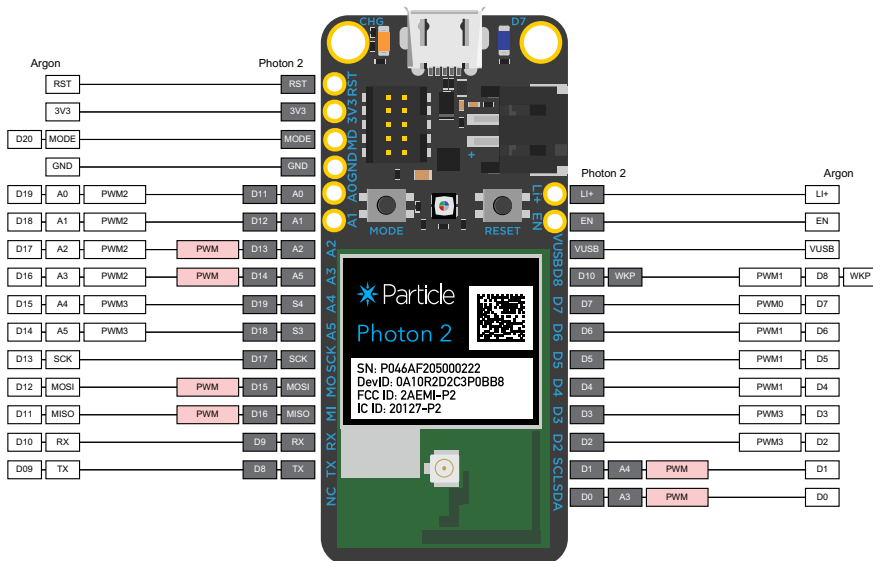 CHG D7
Argon Photon 2
RST RST
3V3 3V3
D20 MODE MODE
GND GND
D19 A0 PWM2 D11 A0
D18 A1 PWM2 D12 A1
D17 A2 PWM2 PWM D13 A2
D16 A3 PWM2 PWM D14 A5
D15 A4 PWM3 D19 S4
D14 A5 PWM3 D18 S3
D13 SCK D17 SCK
D12 MOSI PWM D15 MOSI
D11 MISO PWM D16 MISO
D10 RX D9 RX
D09 TX D8 TX
RST
3V3
MD
GND
A0
A1
A2
A3
A4
A5
SCK
MO
MI
RX
TX
NC
+
MODE RESET
Particle
Photon 2
SN: P046AF205000222
DevID: 0A10R2D2C3P0BB8
FCC ID: 2AEMI-P2
IC ID: 20127-P2
Li+
EN
VUSB
D8
D7
D6
D5
D4
D3
D2
SCL
SDA
Photon 2 Argon
LI+ LI+
EN EN
VUSB VUSB
D10 WKP PWM1 D8 WKP
D7 PWM0 D7
D6 PWM1 D6
D5 PWM1 D5
D4 PWM1 D4
D3 PWM3 D3
D2 PWM3 D2
D1 A4 PWM D1
D0 A3 PWM D0